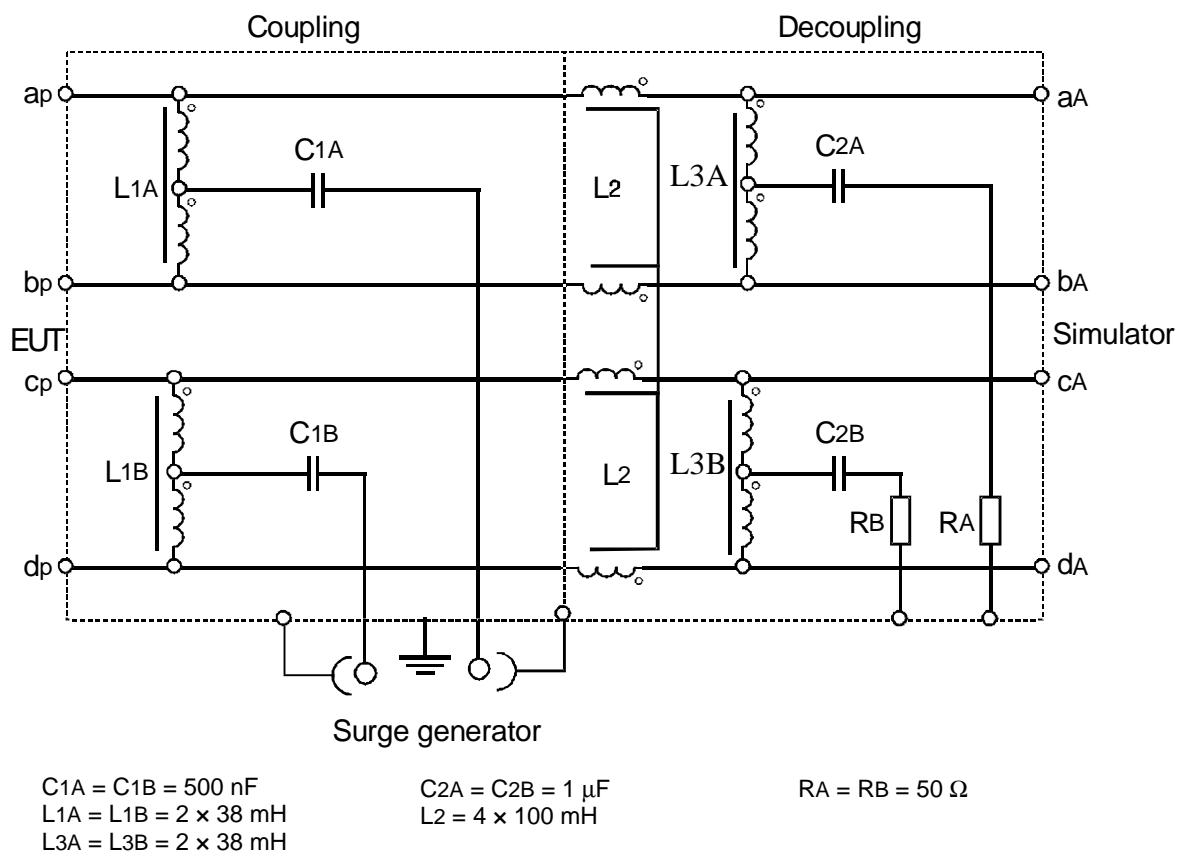 Coupling Decoupling
ap aA
C1A C2A
L1A L2 L3A
bp bA
EUT Simulator
cp cA
C1B C2B
L1B L2 L3B
RB RA
dp dA
Surge generator
C1A = C1B = 500 nF C2A = C2B = 1 μF RA = RB = 50 Ω
L1A = L1B = 2 × 38 mH L2 = 4 × 100 mH
L3A = L3B = 2 × 38 mH